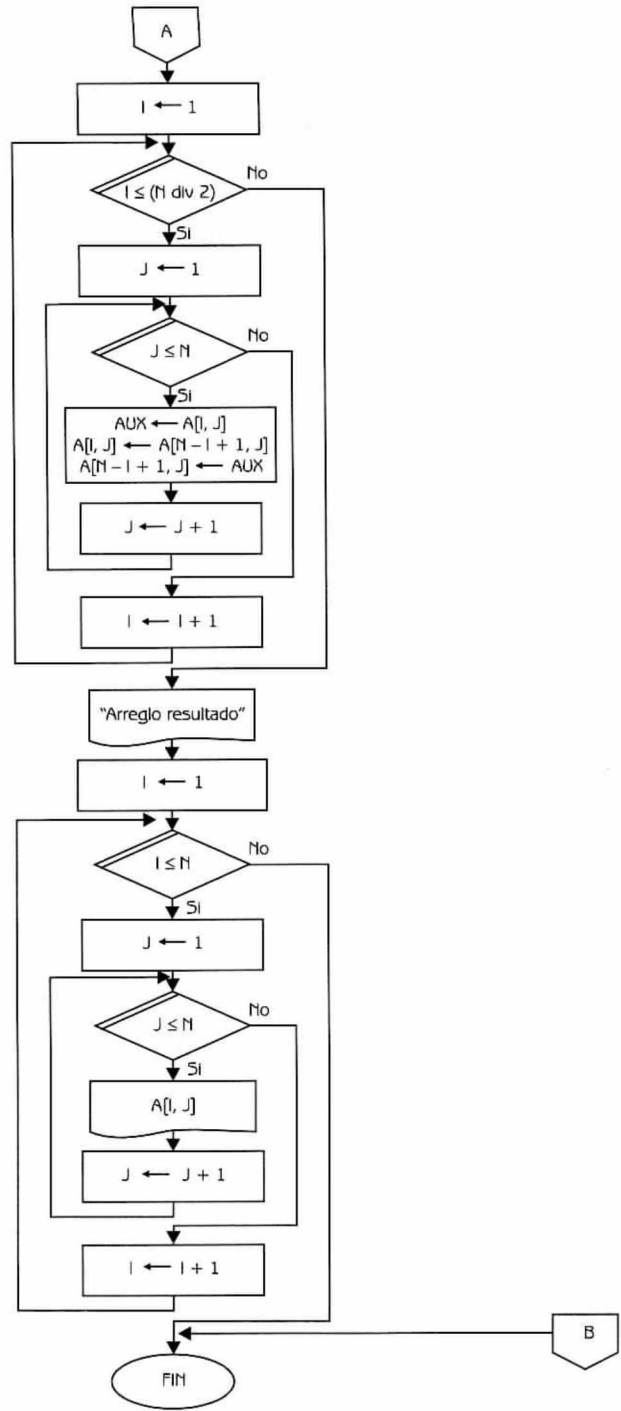 A
I ← 1
I ≤ (N div 2)
No
Si
J ← 1
J ≤ N
No
Si
AUX ← A[I, J]
A[I, J] ← A[N – I + 1, J]
A[N – I + 1, J] ← AUX
J ← J + 1
I ← I + 1
“Arreglo resultado”
I ← 1
I ≤ N
No
Si
J ← 1
J ≤ N
No
Si
A[I, J]
J ← J + 1
I ← I + 1
B
FIN